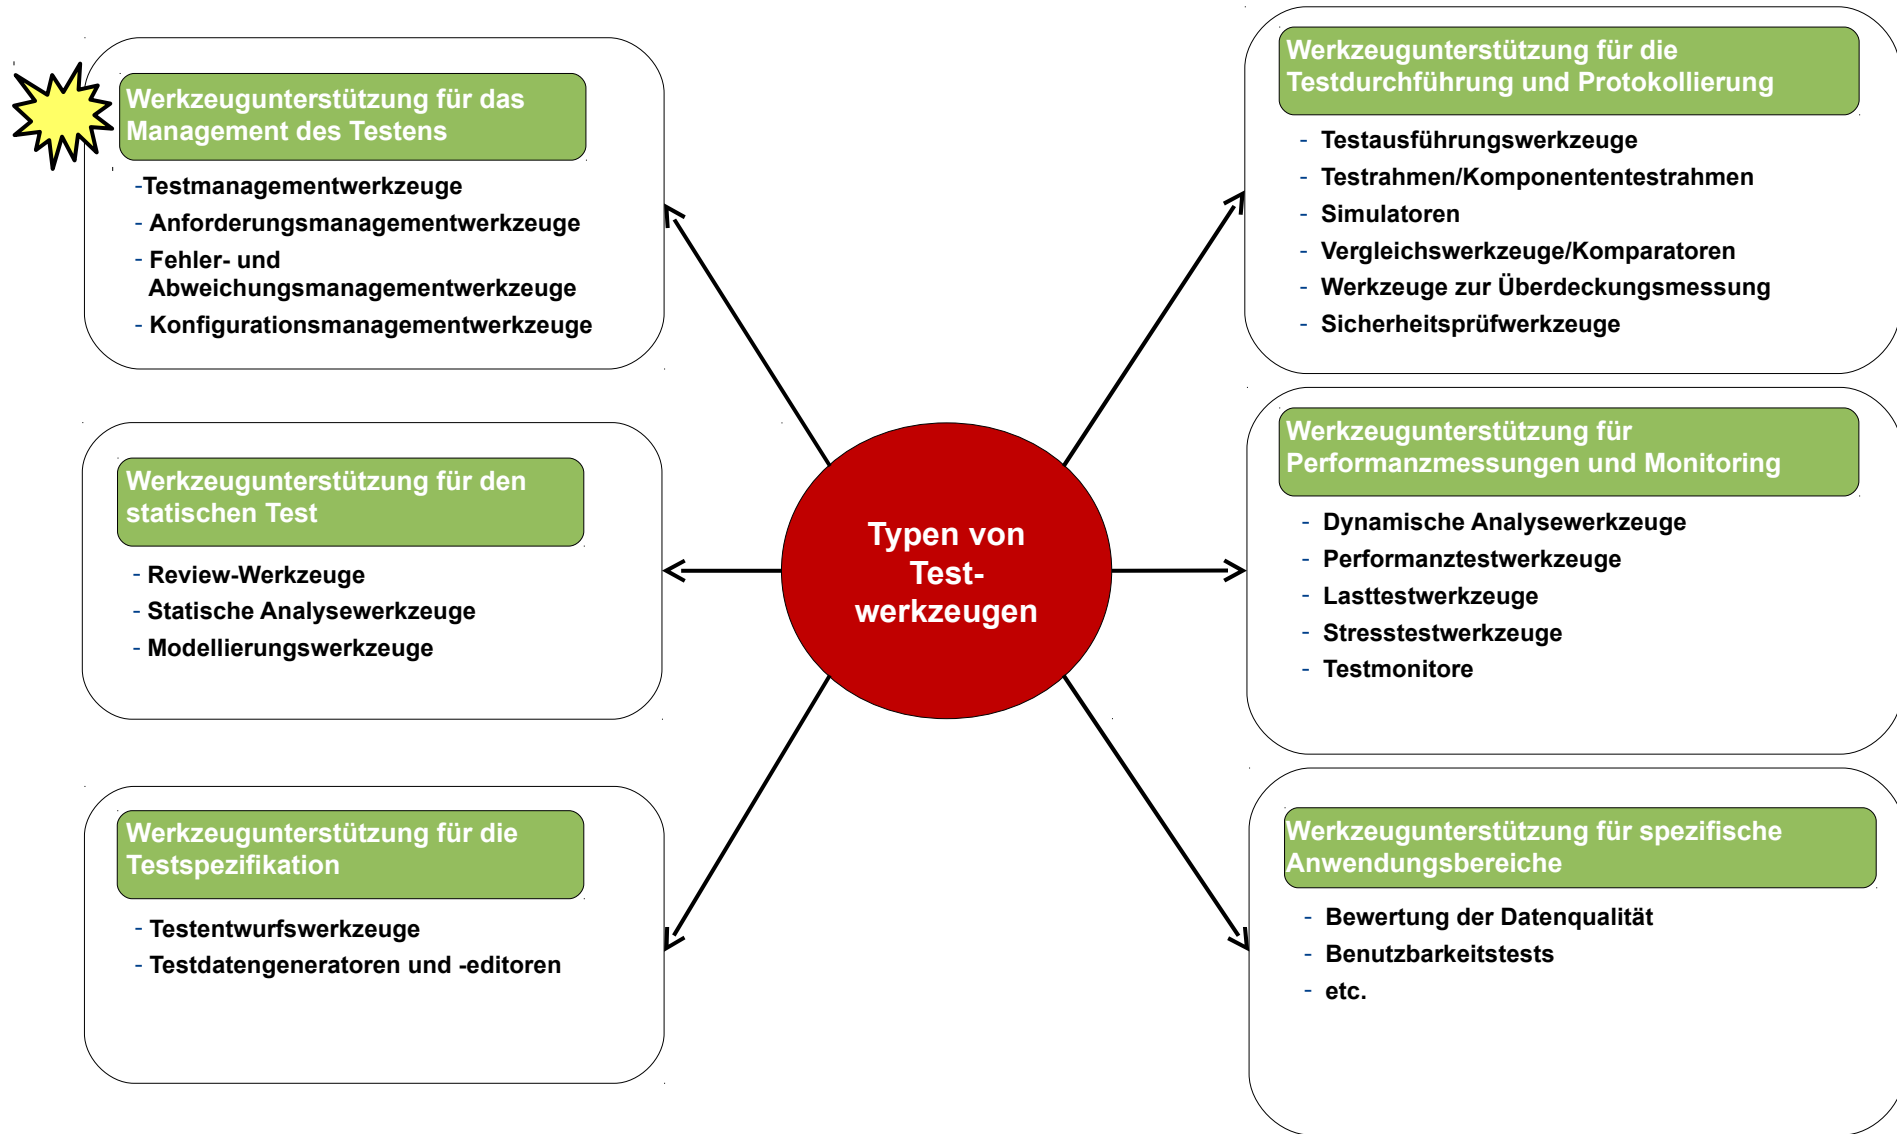 Werkzeugunterstützung für das
Management des Testens
-Testmanagementwerkzeuge
- Anforderungsmanagementwerkzeuge
- Fehler- und
Abweichungsmanagementwerkzeuge
- Konfigurationsmanagementwerkzeuge
Werkzeugunterstützung für den
statischen Test
- Review-Werkzeuge
- Statische Analysewerkzeuge
- Modellierungswerkzeuge
Werkzeugunterstützung für die
Testspezifikation
- Testentwurfswerkzeuge
- Testdatengeneratoren und -editoren
Typen von
Test-
werkzeugen
Werkzeugunterstützung für die
Testdurchführung und Protokollierung
- Testausführungswerkzeuge
- Testrahmen/Komponententestrahmen
- Simulatoren
- Vergleichswerkzeuge/Komparatoren
- Werkzeuge zur Überdeckungsmessung
- Sicherheitsprüfwerkzeuge
Werkzeugunterstützung für
Performanzmessungen und Monitoring
- Dynamische Analysewerkzeuge
- Performanztestwerkzeuge
- Lasttestwerkzeuge
- Stresstestwerkzeuge
- Testmonitore
Werkzeugunterstützung für spezifische
Anwendungsbereiche
- Bewertung der Datenqualität
- Benutzbarkeitstests
- etc.